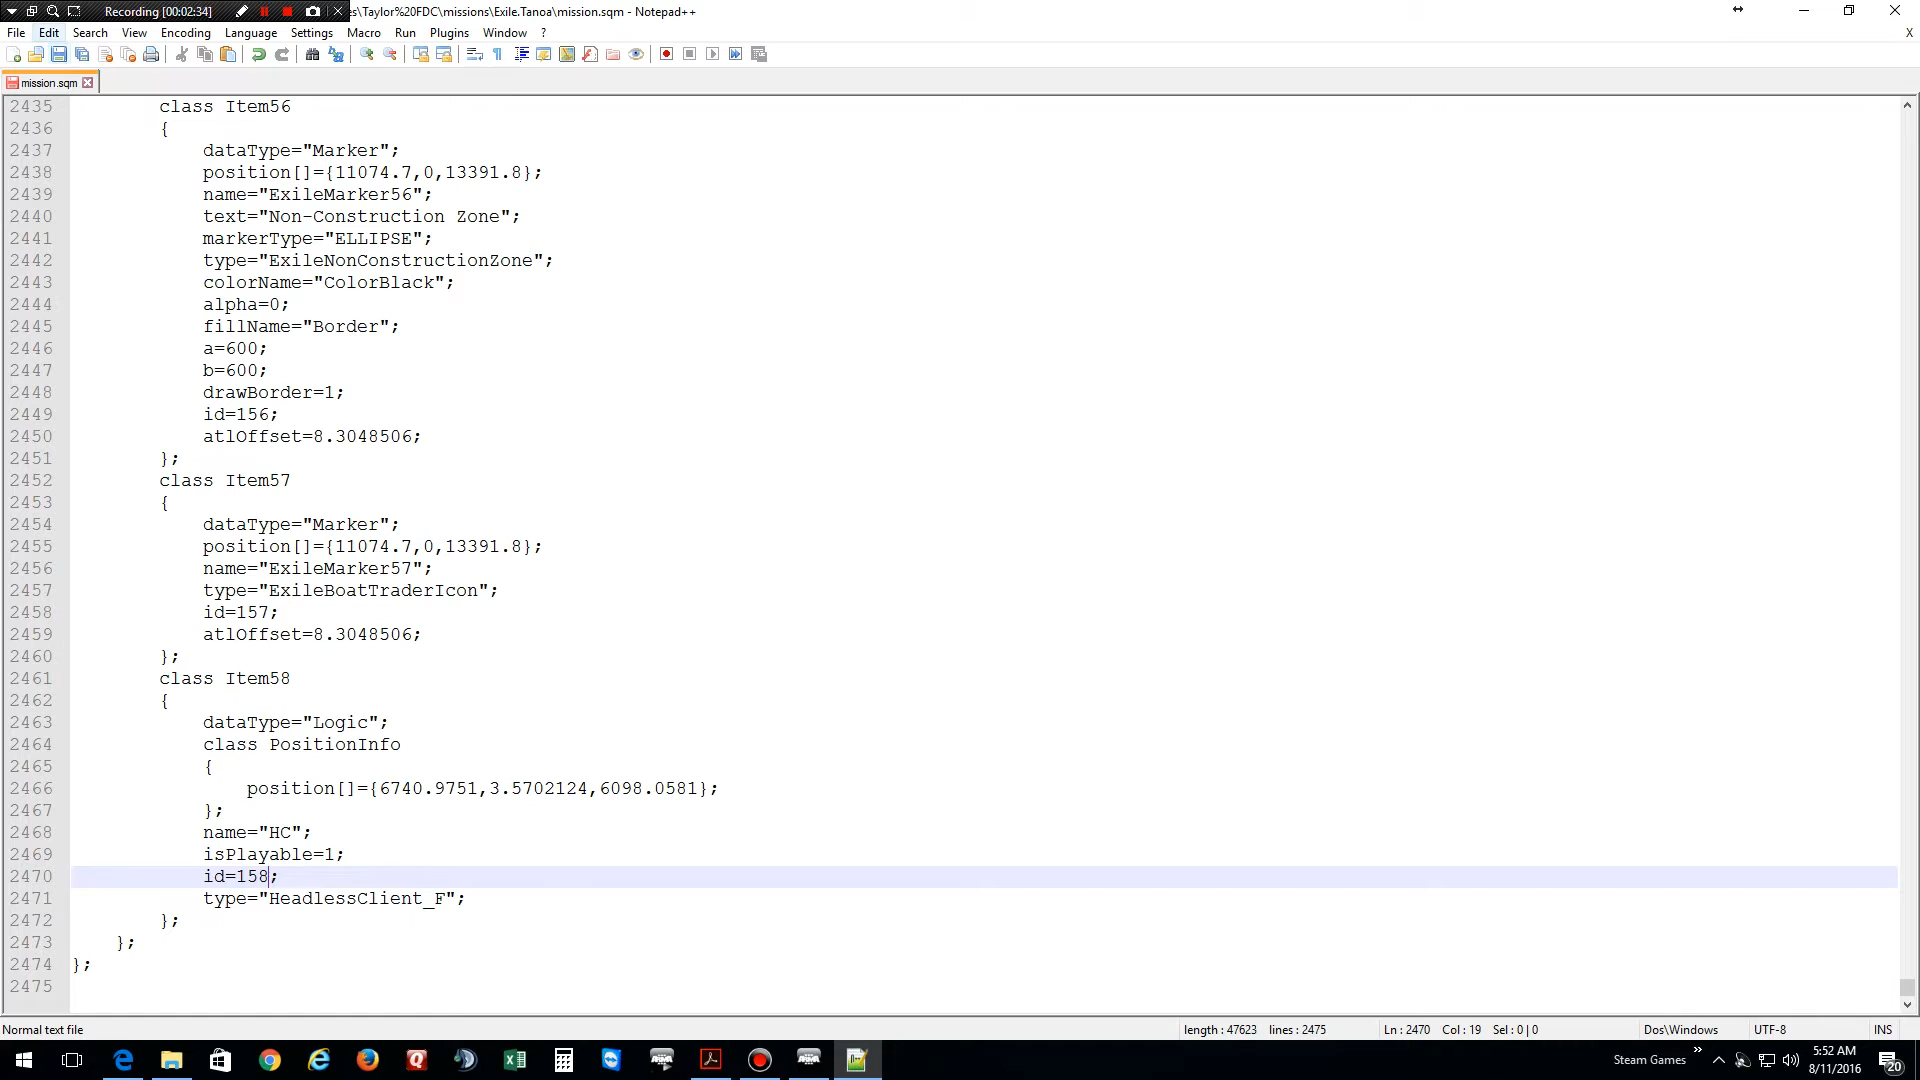 Recording [00:02:34]
es\Taylor%20FDC\missions\Exile.Tanoa\mission.sqm - Notepad++
File Edit Search View Encoding Language Settings Macro Run Plugins Window ? X
mission.sqm
2435 class Item56
2436 {
2437 dataType="Marker";
2438 position[]={11074.7,0,13391.8};
2439 name="ExileMarker56";
2440 text="Non-Construction Zone";
2441 markerType="ELLIPSE";
2442 type="ExileNonConstructionZone";
2443 colorName="ColorBlack";
2444 alpha=0;
2445 fillName="Border";
2446 a=600;
2447 b=600;
2448 drawBorder=1;
2449 id=156;
2450 atlOffset=8.3048506;
2451 };
2452 class Item57
2453 {
2454 dataType="Marker";
2455 position[]={11074.7,0,13391.8};
2456 name="ExileMarker57";
2457 type="ExileBoatTraderIcon";
2458 id=157;
2459 atlOffset=8.3048506;
2460 };
2461 class Item58
2462 {
2463 dataType="Logic";
2464 class PositionInfo
2465 {
2466 position[]={6740.9751,3.5702124,6098.0581};
2467 };
2468 name="HC";
2469 isPlayable=1;
2470 id=158;
2471 type="HeadlessClient_F";
2472 };
2473 };
2474 };
2475
Normal text file length : 47623 lines : 2475 Ln : 2470 Col : 19 Sel : 0 | 0 Dos\Windows UTF-8 INS
Steam Games » 5:52 AM
8/11/2016
20